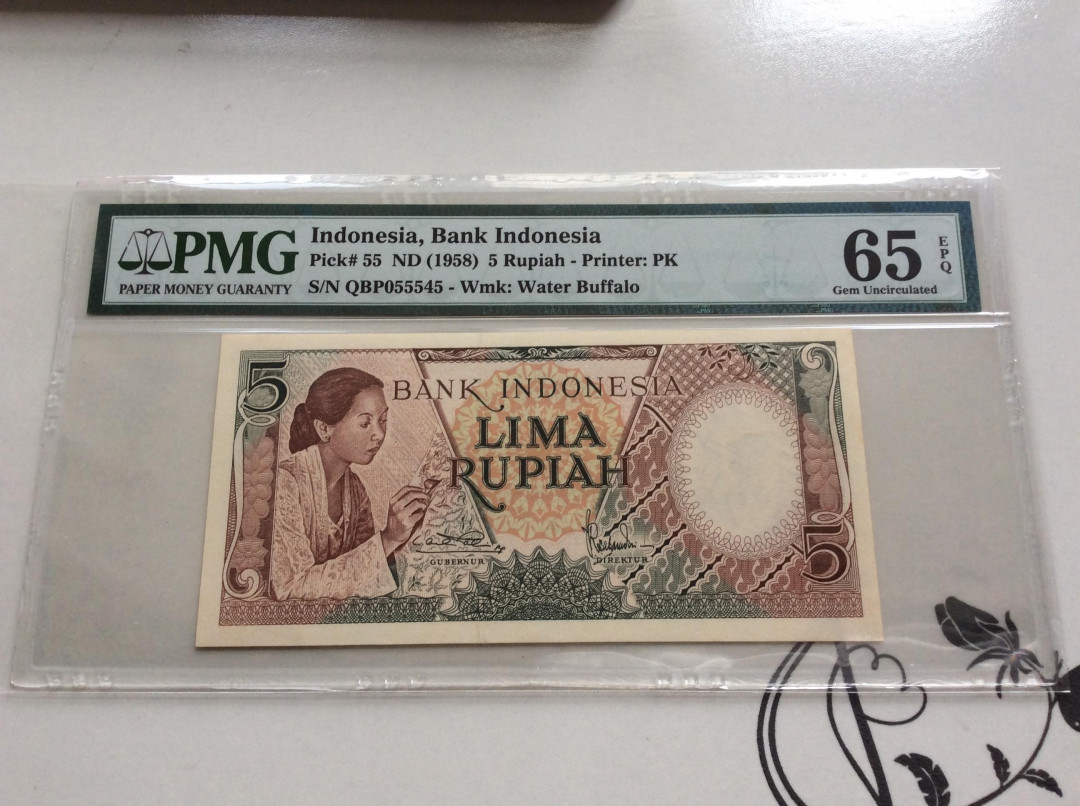 PMG
PAPER MONEY GUARANTY
Indonesia, Bank Indonesia
Pick# 55 ND (1958) 5 Rupiah - Printer: PK
S/N QBP055545 - Wmk: Water Buffalo
65 EPQ
Gem Uncirculated
5
BANK INDONESIA
LIMA
RUPIAH
GUBERNUR
DIREKTUR
5